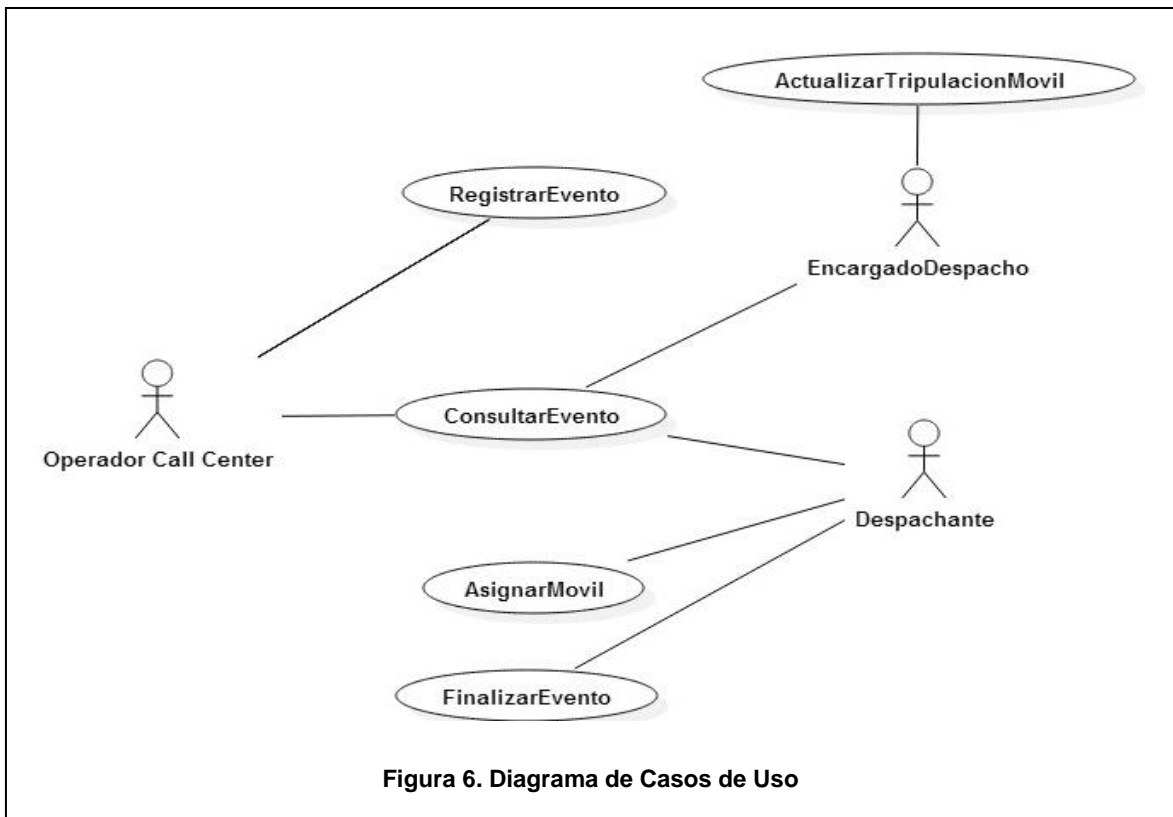 ActualizarTripulacionMovil
RegistrarEvento
EncargadoDespacho
ConsultarEvento
Operador Call Center
Despachante
AsignarMovil
FinalizarEvento
Figura 6. Diagrama de Casos de Uso